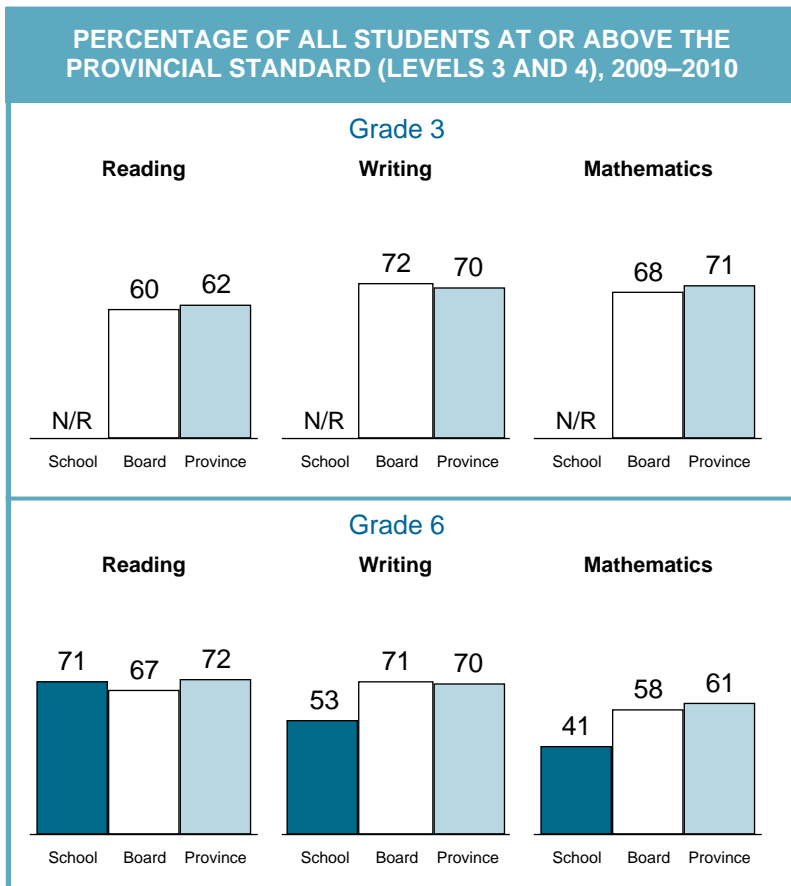 PERCENTAGE OF ALL STUDENTS AT OR ABOVE THE
PROVINCIAL STANDARD (LEVELS 3 AND 4), 2009–2010
Grade 3
Reading Writing Mathematics
60 62 72 70 68 71
N/R N/R N/R
School Board Province School Board Province School Board Province
Grade 6
Reading Writing Mathematics
71 67 72 53 71 70 41 58 61
School Board Province School Board Province School Board Province